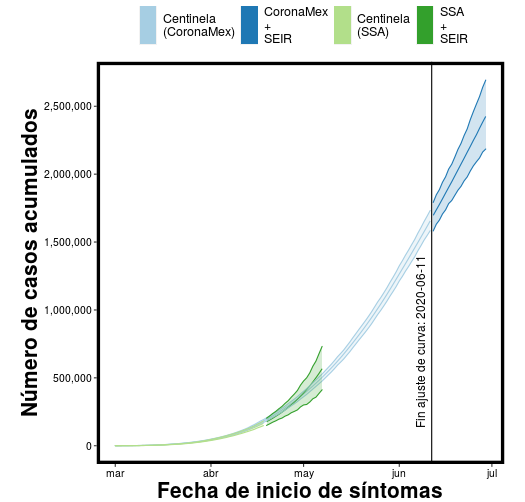 Centinela
(CoronaMex)
CoronaMex
+
SEIR
Centinela
(SSA)
SSA
+
SEIR
Número de casos acumulados
2,500,000
2,000,000
1,500,000
1,000,000
500,000
0
Fin ajuste de curva: 2020-06-11
mar
abr
may
jun
jul
Fecha de inicio de síntomas